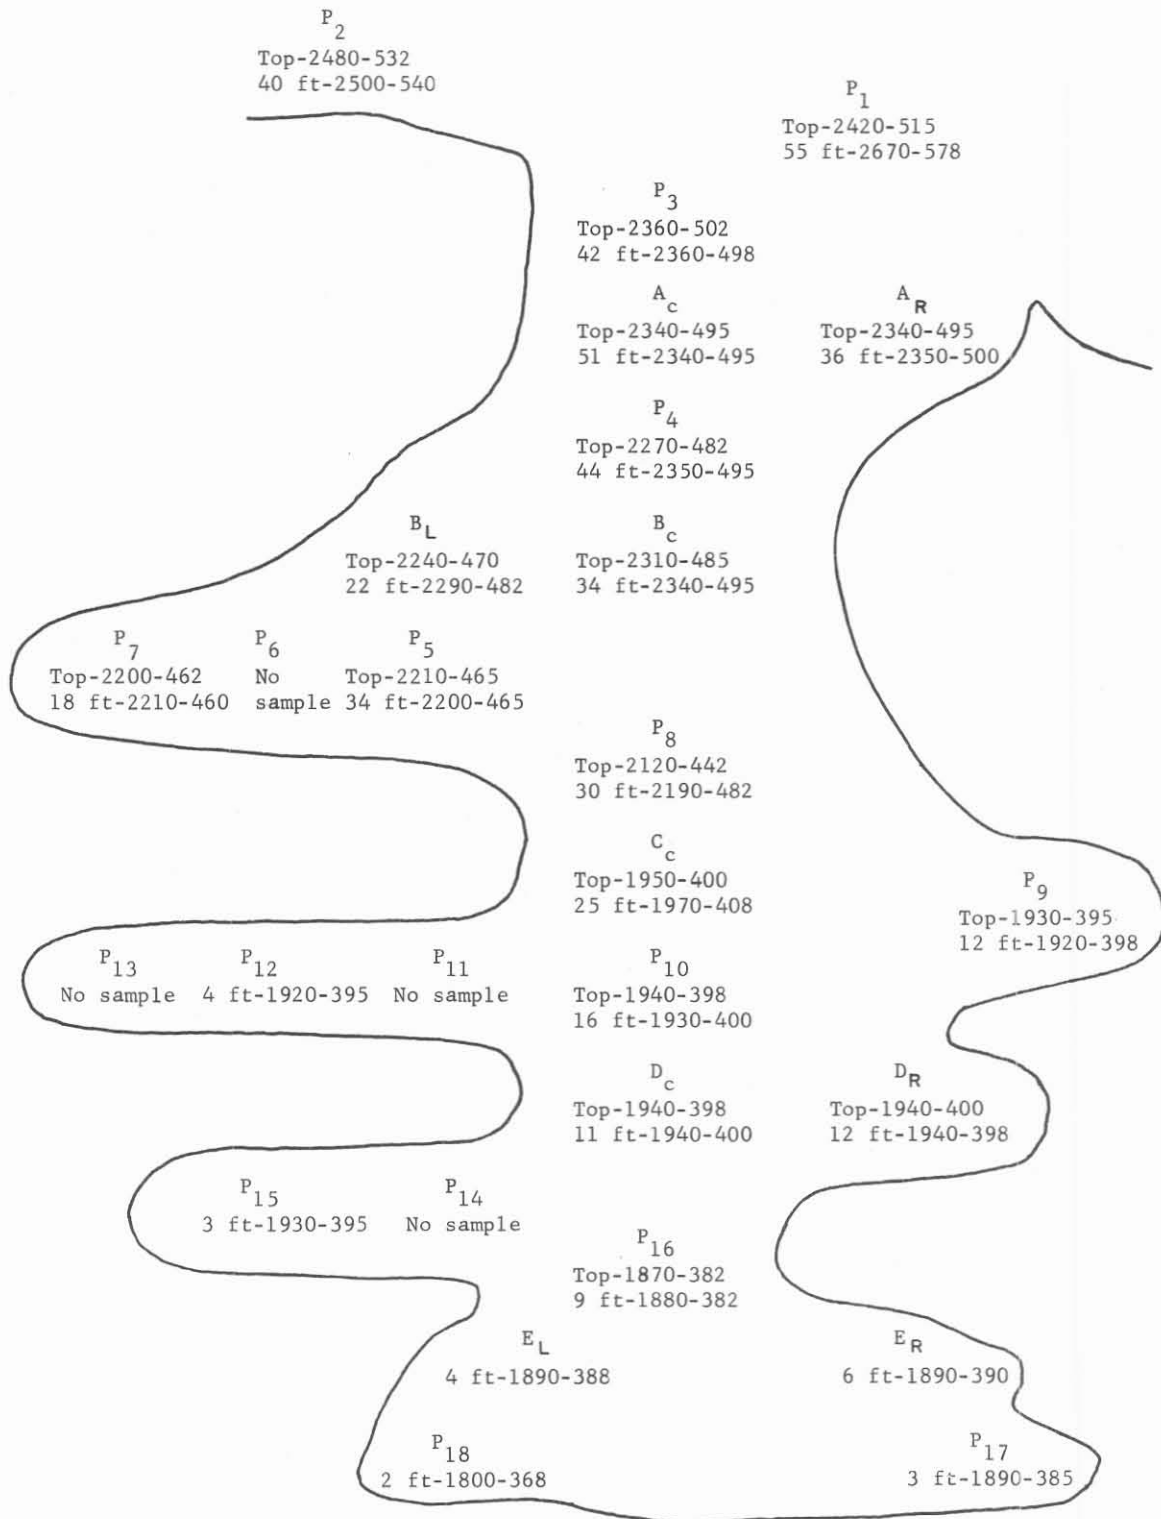 P2
Top-2480-532
40 ft-2500-540
P1
Top-2420-515
55 ft-2670-578
P3
Top-2360-502
42 ft-2360-498
Ac
Top-2340-495
51 ft-2340-495
AR
Top-2340-495
36 ft-2350-500
P4
Top-2270-482
44 ft-2350-495
BL
Top-2240-470
22 ft-2290-482
Bc
Top-2310-485
34 ft-2340-495
P7
Top-2200-462
18 ft-2210-460
P6
No
sample
P5
Top-2210-465
34 ft-2200-465
P8
Top-2120-442
30 ft-2190-482
Cc
Top-1950-400
25 ft-1970-408
P9
Top-1930-395
12 ft-1920-398
P13
No sample
P12
4 ft-1920-395
P11
No sample
P10
Top-1940-398
16 ft-1930-400
Dc
Top-1940-398
11 ft-1940-400
DR
Top-1940-400
12 ft-1940-398
P15
3 ft-1930-395
P14
No sample
P16
Top-1870-382
9 ft-1880-382
EL
4 ft-1890-388
ER
6 ft-1890-390
P18
2 ft-1800-368
P17
3 ft-1890-385